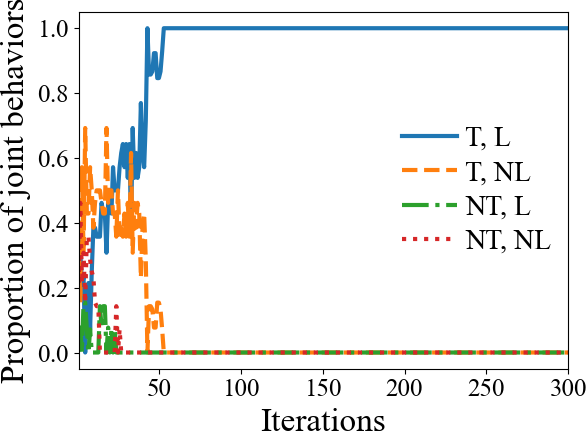 Proportion of joint behaviors
1.0
0.8
0.6
0.4
0.2
0.0
T, L
T, NL
NT, L
NT, NL
50 100 150 200 250 300
Iterations